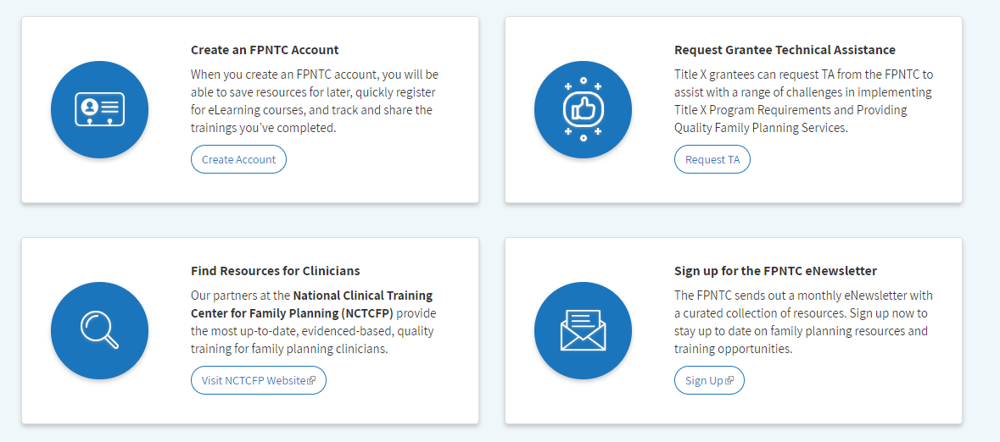 Create an FPNTC Account
When you create an FPNTC account, you will be
able to save resources for later, quickly register
for eLearning courses, and track and share the
trainings you've completed.
Create Account
Request Grantee Technical Assistance
Title X grantees can request TA from the FPNTC to
assist with a range of challenges in implementing
Title X Program Requirements and Providing
Quality Family Planning Services.
Request TA
Find Resources for Clinicians
Our partners at the National Clinical Training
Center for Family Planning (NCTCFP) provide
the most up-to-date, evidenced-based, quality
training for family planning clinicians.
Visit NCTCFP Website
Sign up for the FPNTC eNewsletter
The FPNTC sends out a monthly eNewsletter with
a curated collection of resources. Sign up now to
stay up to date on family planning resources and
training opportunities.
Sign Up